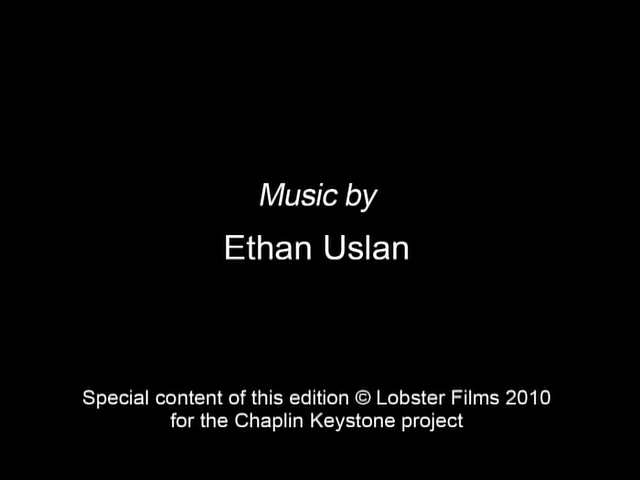 Music by
Ethan Uslan
Special content of this edition © Lobster Films 2010
for the Chaplin Keystone project